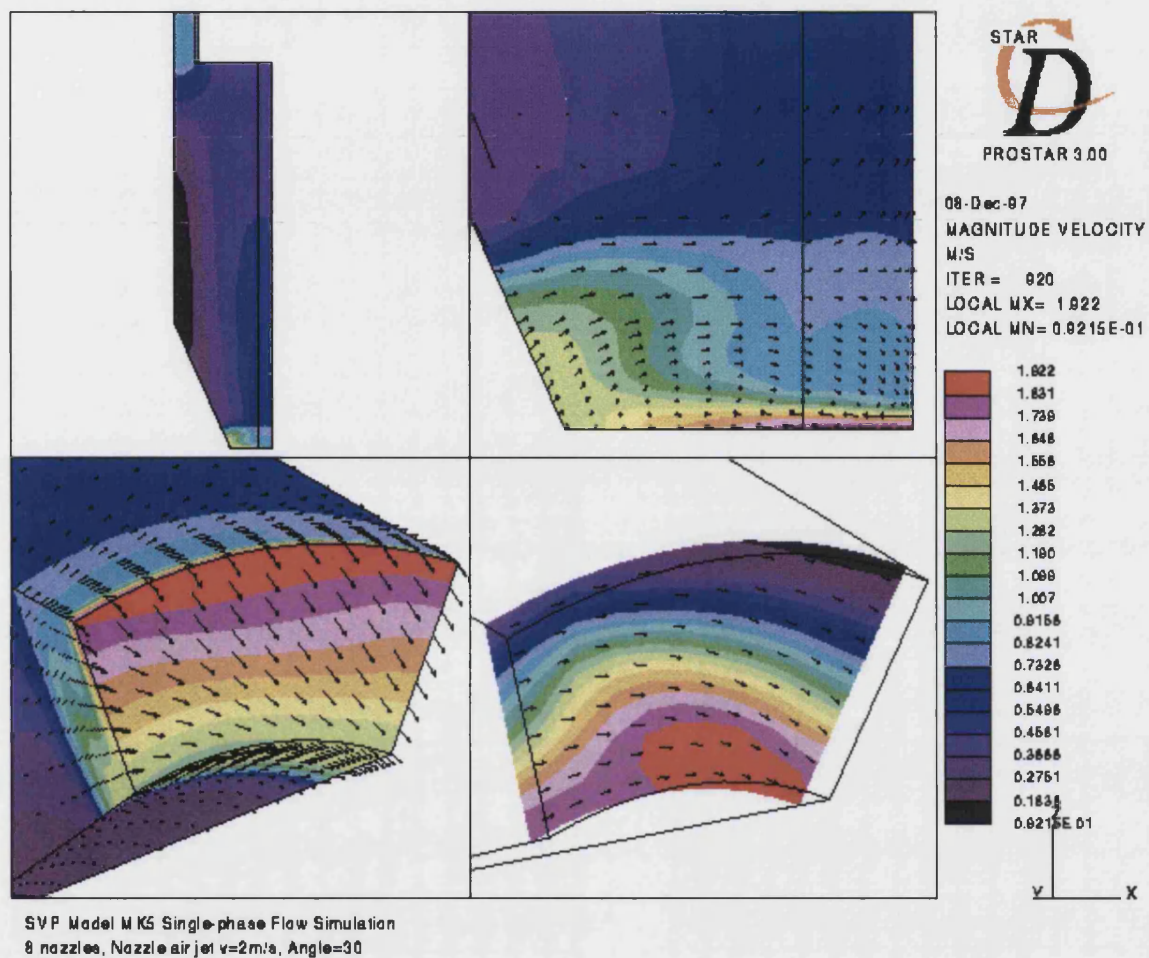 STAR
D
PROSTAR 3.00
08-Dec-97
MAGNITUDE VELOCITY
M/S
ITER = 920
LOCAL MX= 1.922
LOCAL MN= 0.9215E-01
1.922
1.831
1.739
1.648
1.556
1.465
1.373
1.282
1.190
1.099
1.007
0.9156
0.8241
0.7326
0.6411
0.5496
0.4581
0.3666
0.2751
0.1836
0.9215E-01
Z
Y X
SVP Model MK5 Single-phase Flow Simulation
8 nozzles, Nozzle air jet v=2m/s, Angle=30